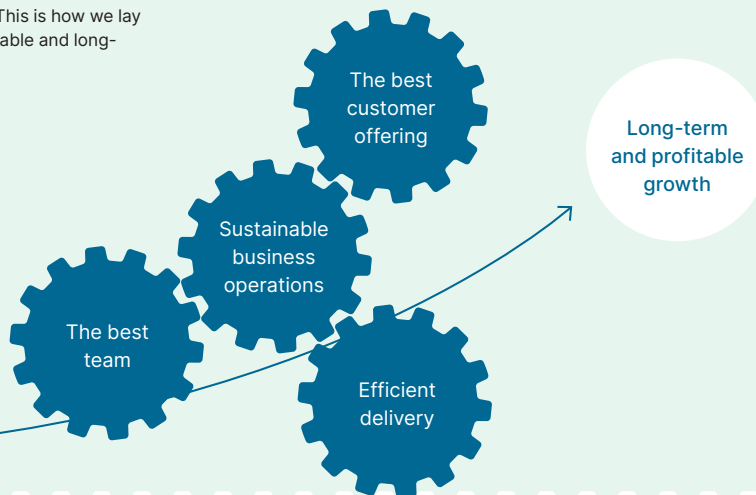 This is how we lay
able and long-
The best
customer
offering
Long-term
and profitable
growth
Sustainable
business
operations
The best
team
Efficient
delivery